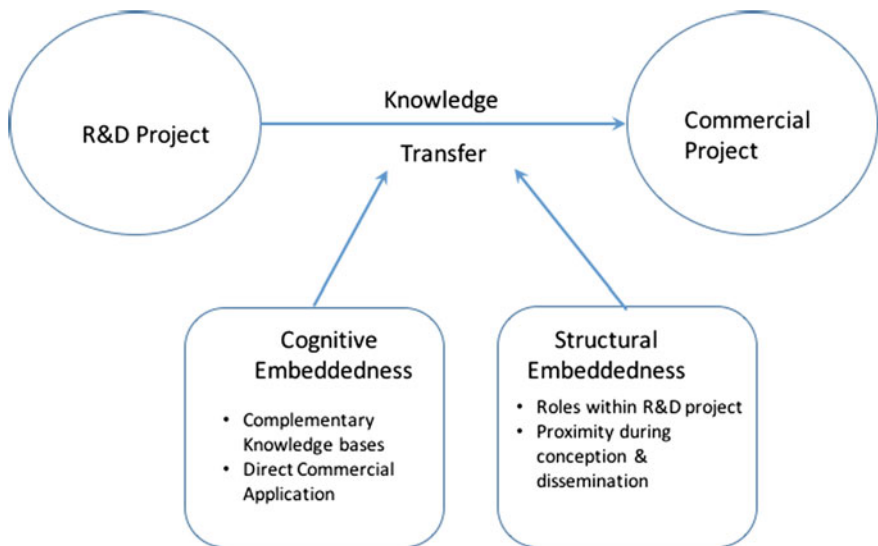 R&D Project
Knowledge
Transfer
Commercial
Project
Cognitive
Embeddedness
• Complementary
Knowledge bases
• Direct Commercial
Application
Structural
Embeddedness
• Roles within R&D project
• Proximity during
conception &
dissemination